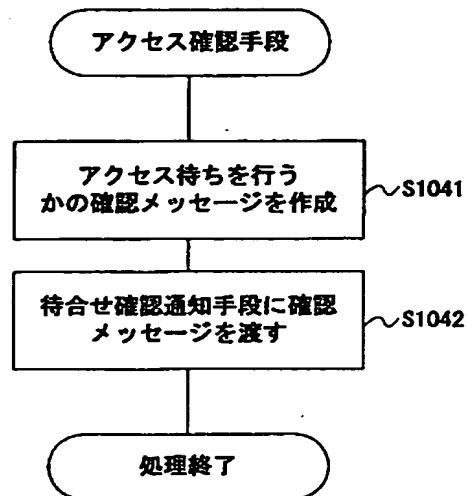 アクセス確認手段
アクセス待ちを行う
かの確認メッセージを作成
S1041
待合せ確認通知手段に確認
メッセージを渡す
S1042
処理終了